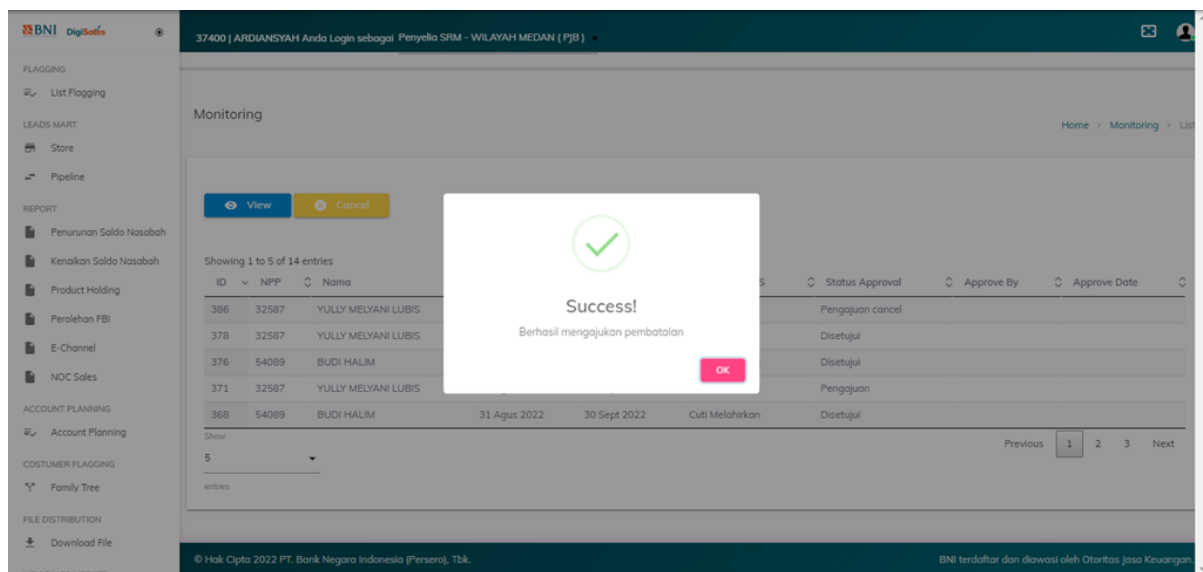 BNI DigiSales
37400 | ARDIANSYAH Anda Login sebagai Penyelia SRM - WILAYAH MEDAN ( PJB )
FLAGGING
List Flagging
LEADS MART
Store
Pipeline
REPORT
Penurunan Saldo Nasabah
Kenaikan Saldo Nasabah
Product Holding
Perolehan FBI
E-Channel
NOC Sales
ACCOUNT PLANNING
Account Planning
COSTUMER FLAGGING
Family Tree
FILE DISTRIBUTION
Download File
Monitoring
Home > Monitoring > List
View Cancel
Showing 1 to 5 of 14 entries
ID NPP Nama Status Approval Approve By Approve Date
386 32587 YULLY MELYANI LUBIS Pengajuan cancel
378 32587 YULLY MELYANI LUBIS Disetujui
376 54089 BUDI HALIM Disetujui
371 32587 YULLY MELYANI LUBIS Pengajuan
368 54089 BUDI HALIM 31 Agus 2022 30 Sept 2022 Cuti Melahirkan Disetujui
Success!
Berhasil mengajukan pembatalan
OK
Show
5
entries
Previous 1 2 3 Next
© Hak Cipta 2022 PT. Bank Negara Indonesia (Persero), Tbk.
BNI terdaftar dan diawasi oleh Otoritas Jasa Keuangan.